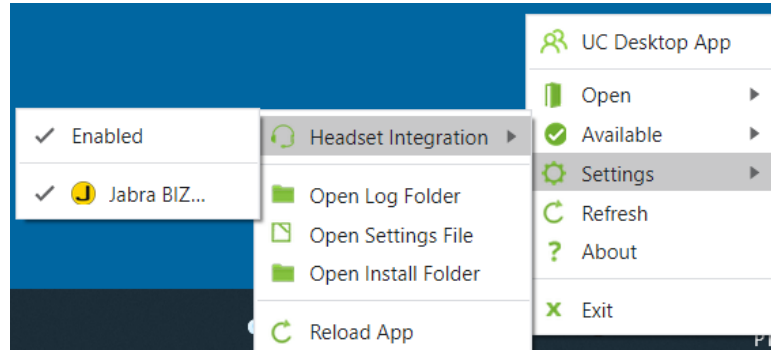 UC Desktop App
Open
Available
Settings
Refresh
About
Exit
Headset Integration
Open Log Folder
Open Settings File
Open Install Folder
Reload App
Enabled
Jabra BIZ...